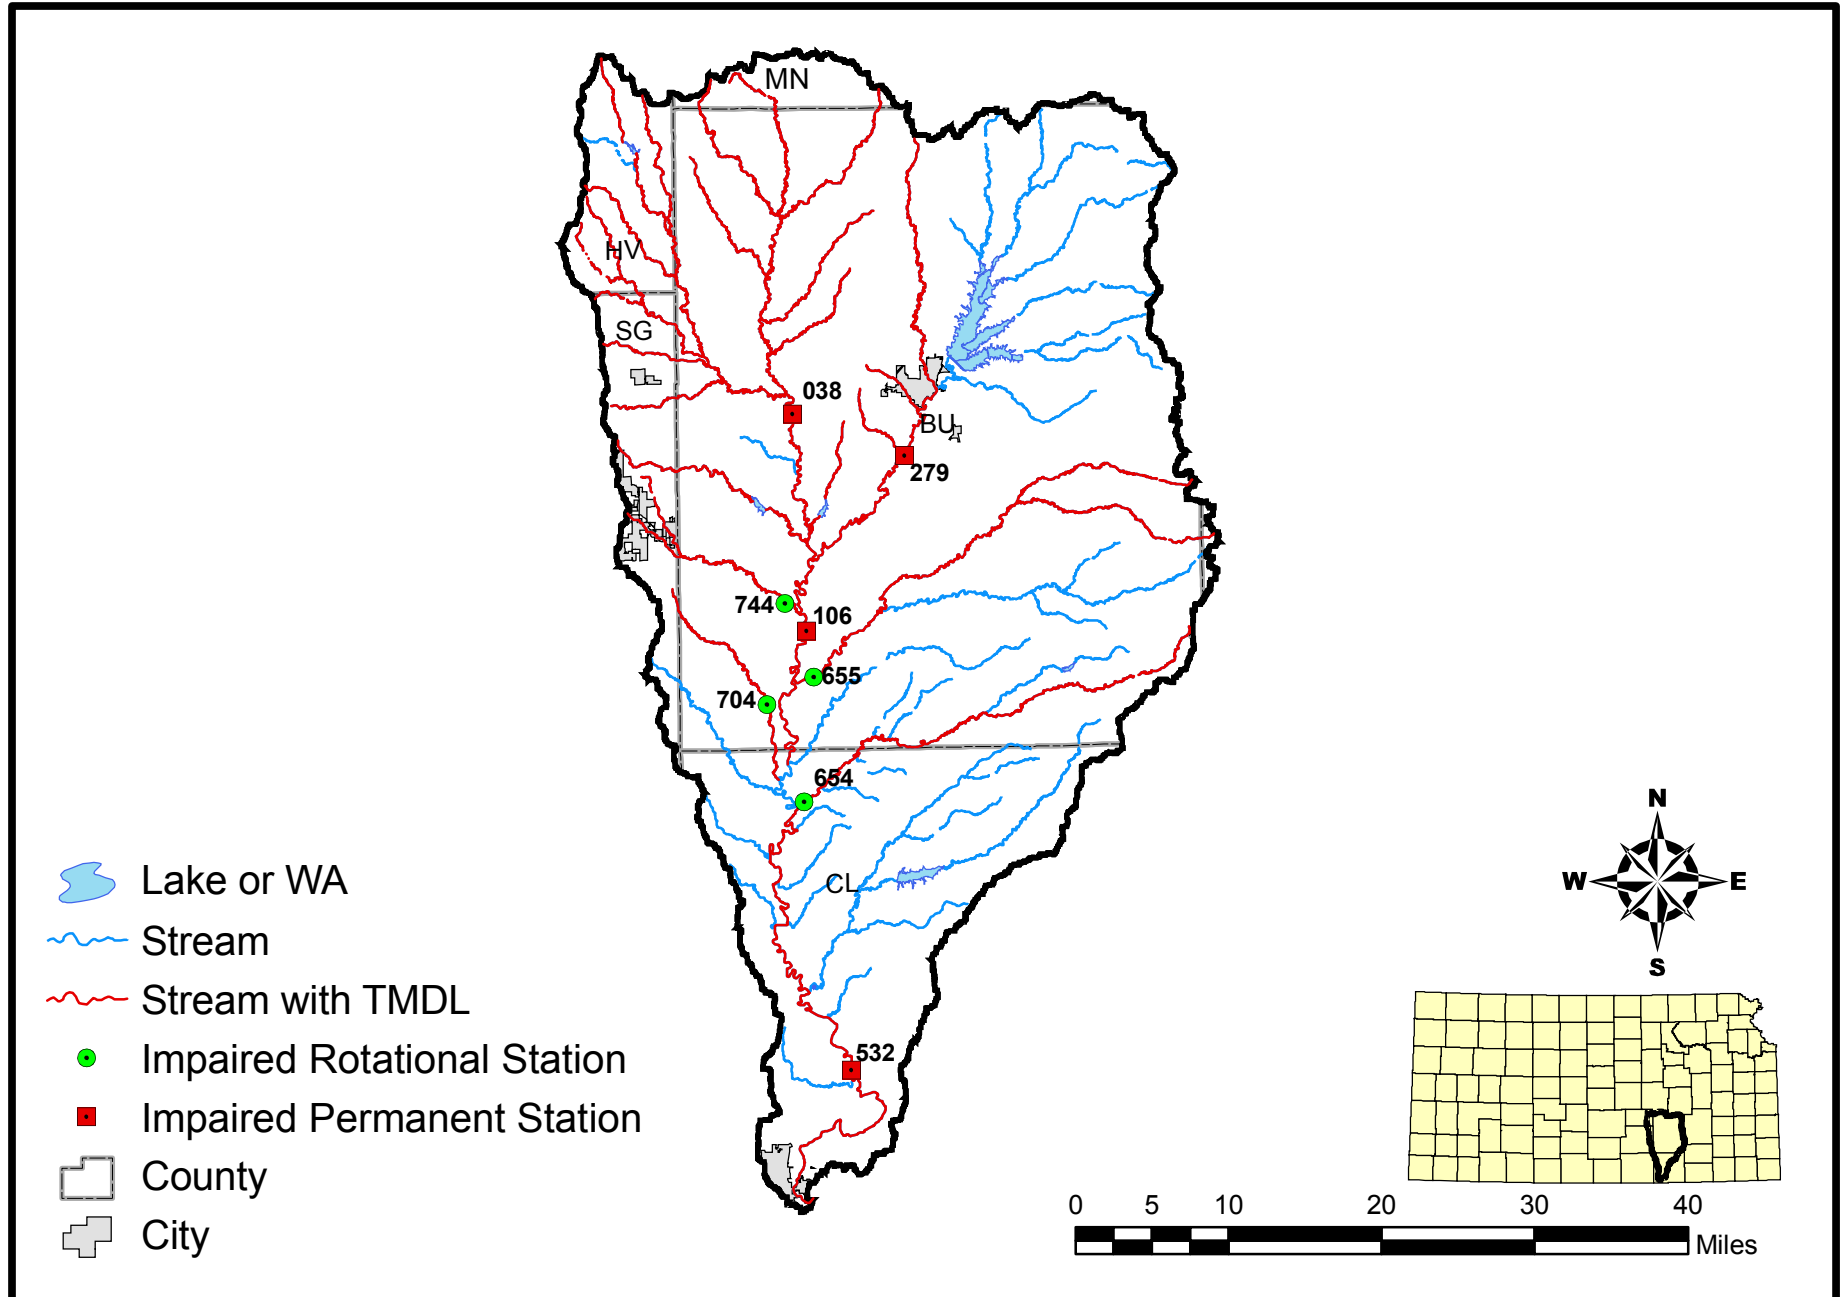 MN
HV
SG
038
BU
279
744
106
655
704
654
CL
532
Lake or WA
Stream
Stream with TMDL
Impaired Rotational Station
Impaired Permanent Station
County
City
N
W E
S
0 5 10 20 30 40
Miles